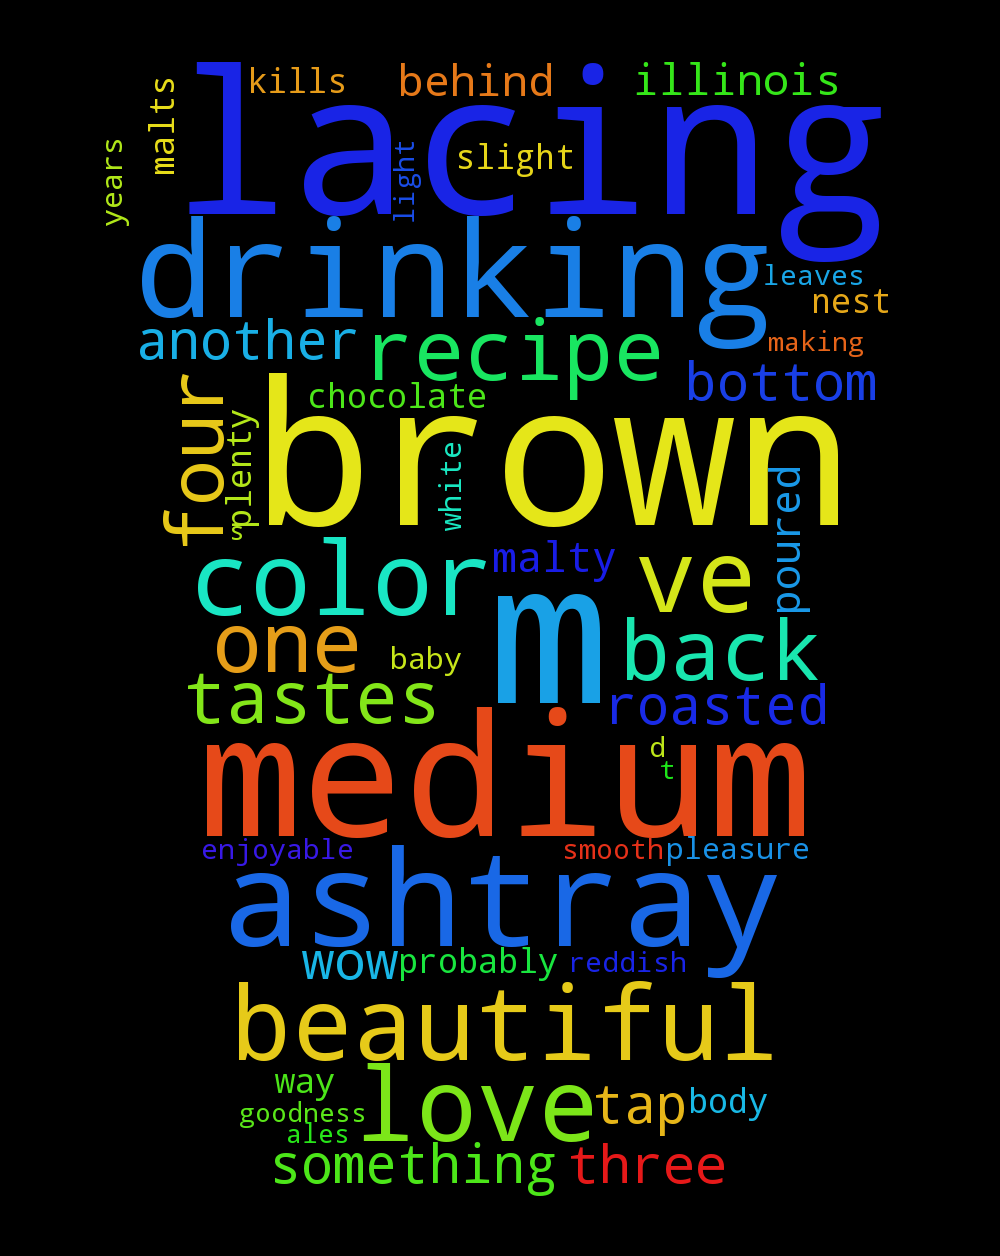 kills behind illinois
malts
years
lacing
light
slight
drinking
leaves
nest
another recipe
making
bottom
chocolate
four
plenty
brown
white
s
poured
color
malty
ve
m
one
baby
back
tastes
roasted
medium
d
t
enjoyable
smooth pleasure
ashtray
wow probably reddish
beautiful
way
love
tap body
goodness
ales
something three